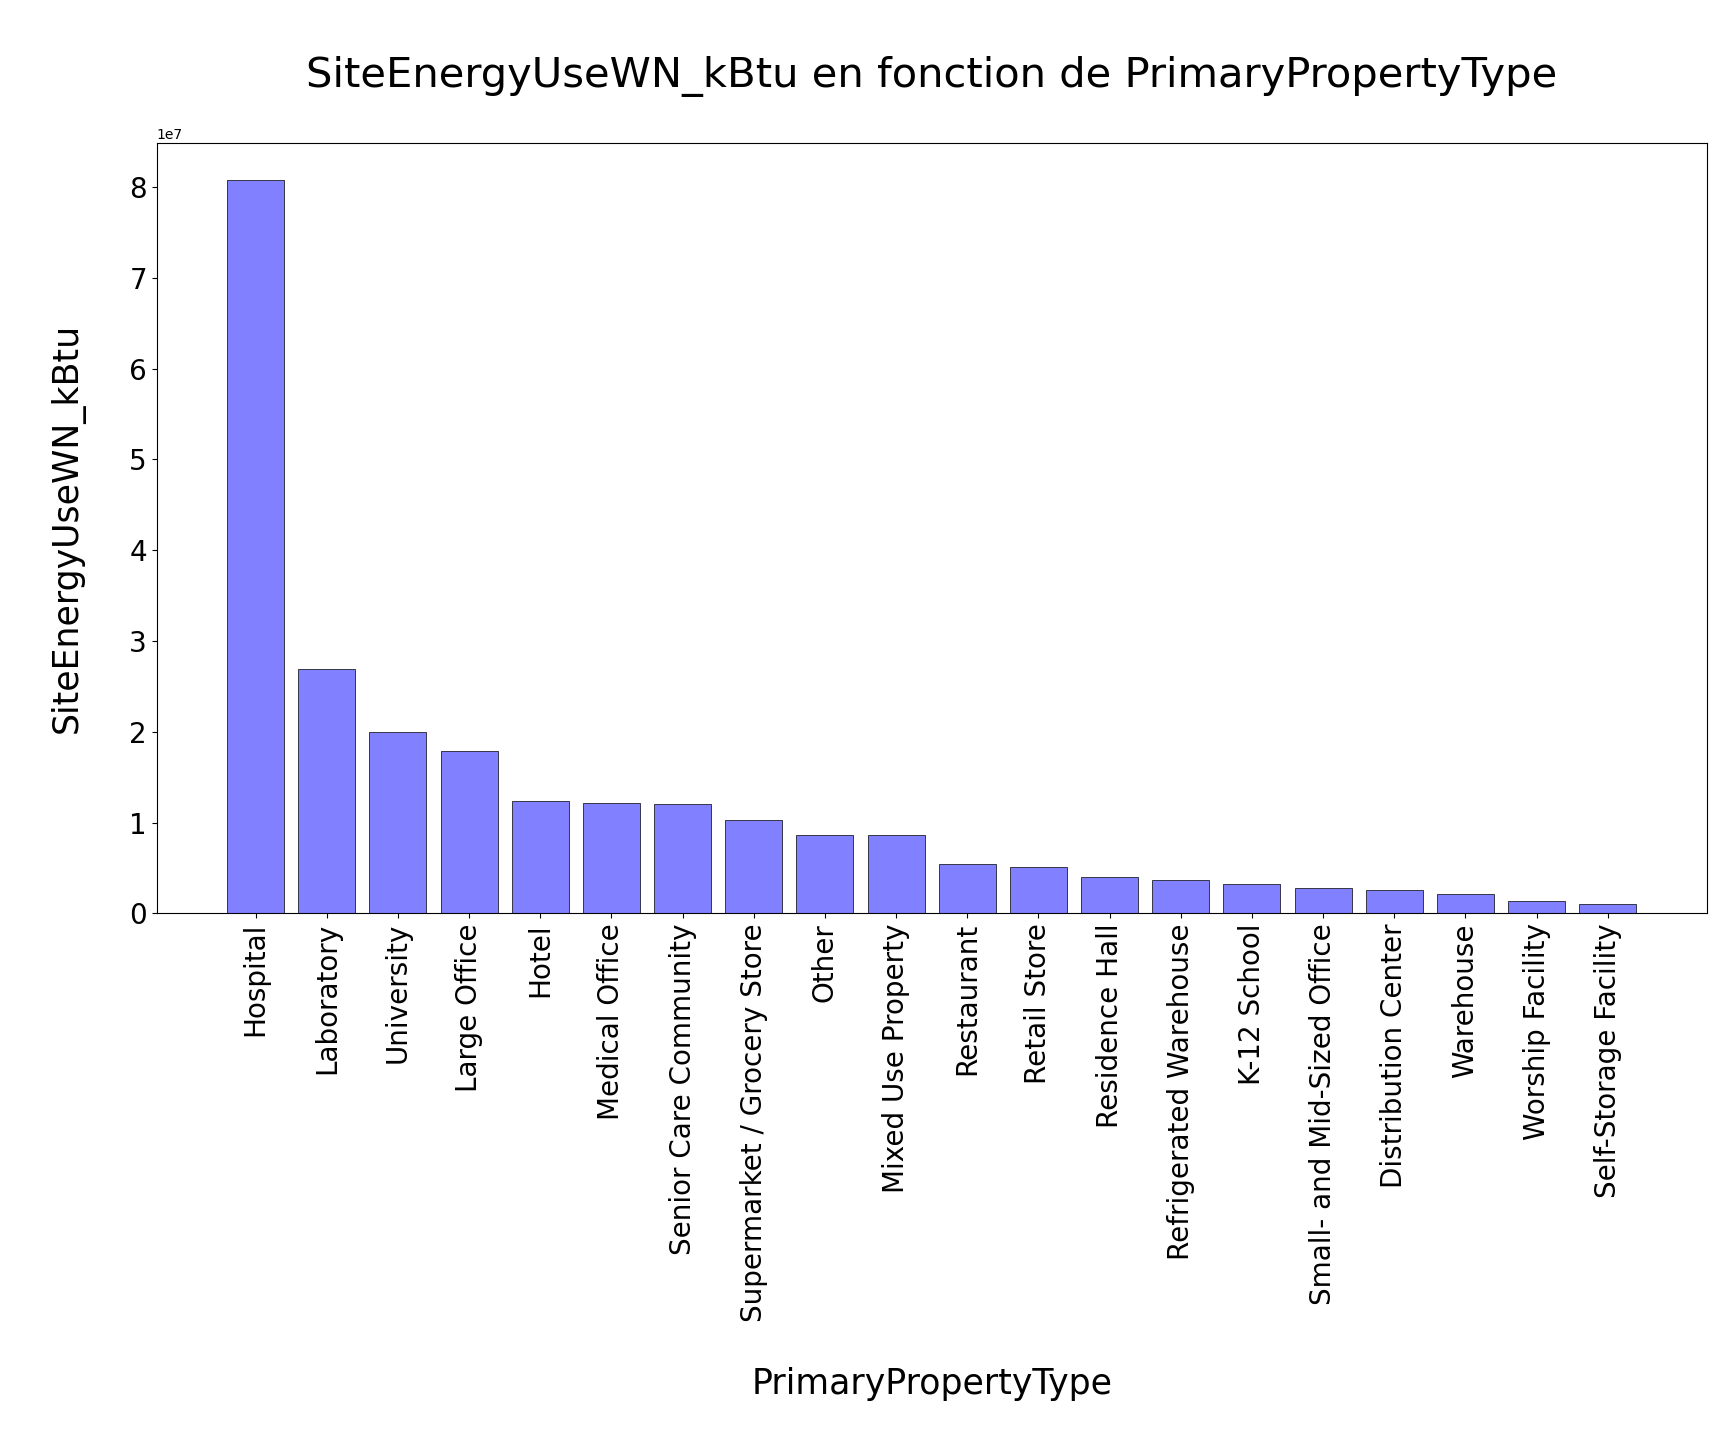 SiteEnergyUseWN_kBtu en fonction de PrimaryPropertyType
1e7
8
7
6
5
4
3
2
1
0
SiteEnergyUseWN_kBtu
Hospital
Laboratory
University
Large Office
Hotel
Medical Office
Senior Care Community
Supermarket / Grocery Store
Other
Mixed Use Property
Restaurant
Retail Store
Residence Hall
Refrigerated Warehouse
K-12 School
Small- and Mid-Sized Office
Distribution Center
Warehouse
Worship Facility
Self-Storage Facility
PrimaryPropertyType